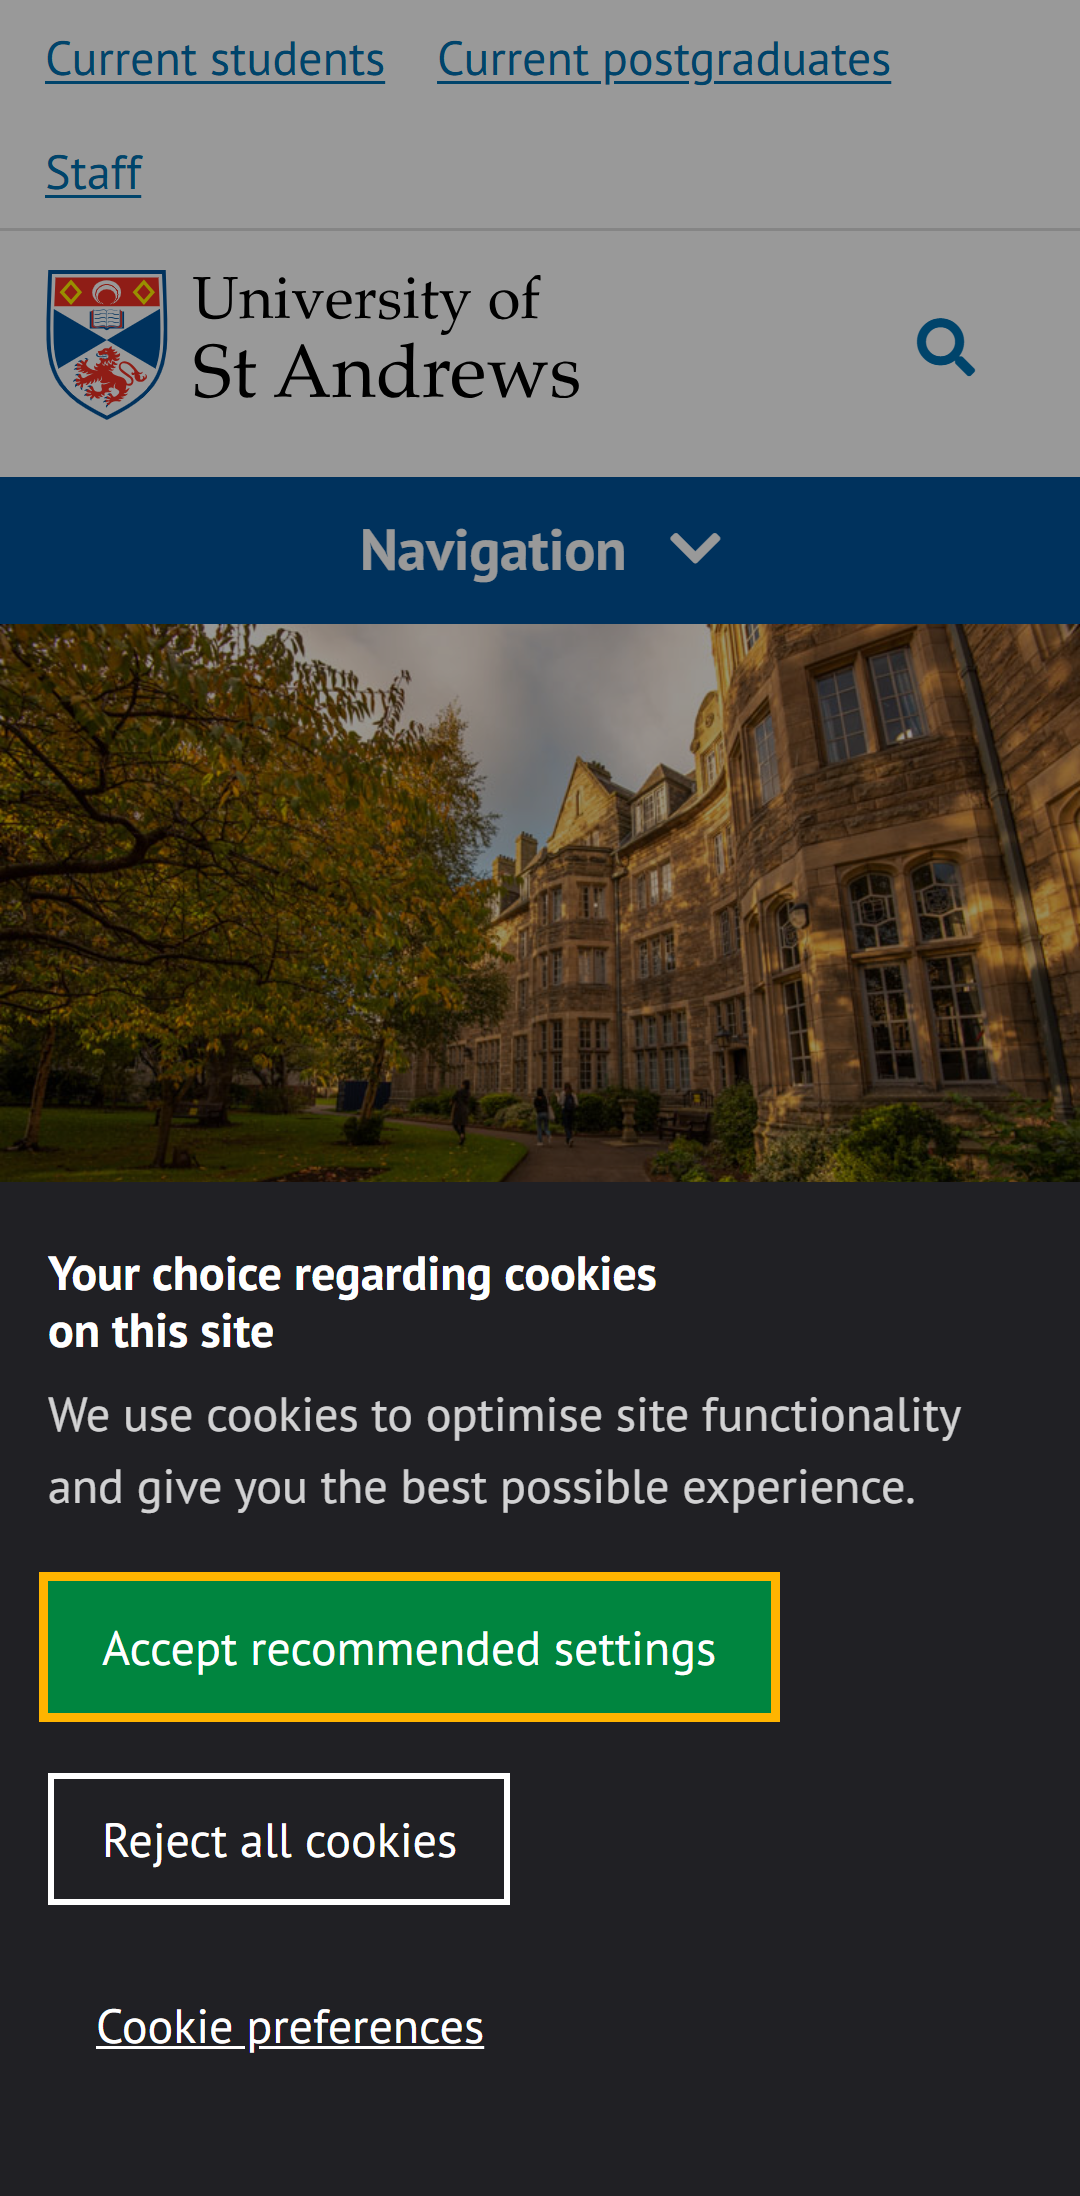 Current students Current postgraduates
Staff
University of
St Andrews
Navigation
Your choice regarding cookies
on this site
We use cookies to optimise site functionality
and give you the best possible experience.
Accept recommended settings
Reject all cookies
Cookie preferences